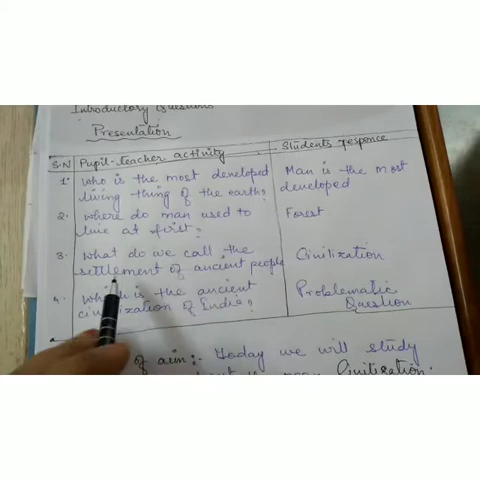 Introductory Questions
Presentation
S.N Pupil-teacher activity Students responce
1. Who is the most developed Man is the most
living thing of the earth? developed
2. where do man used to Forest
live at first?
3. What do we call the Civilization
settlement of ancient people
4. Which is the ancient Problematic
civilization of India? Question
of aim:- Today we will study
Civilization.